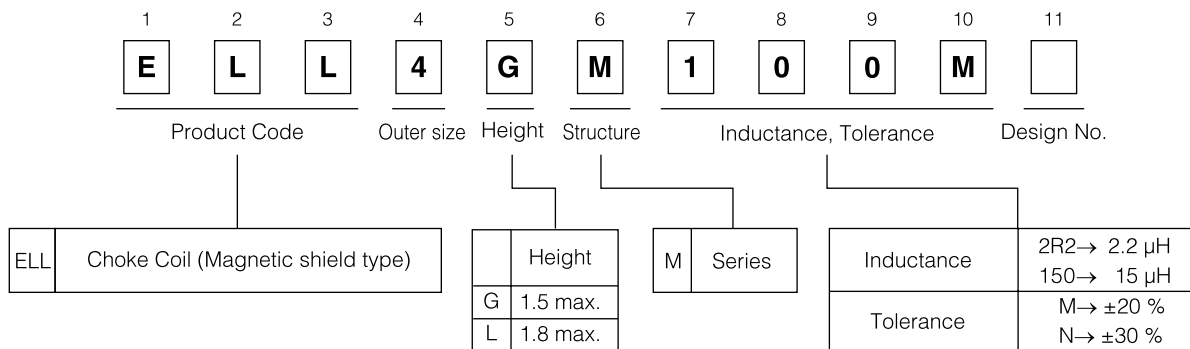 1 2 3 4 5 6 7 8 9 10 11
E L L 4 G M 1 0 0 M
Product Code Outer size Height Structure Inductance, Tolerance Design No.
ELL Choke Coil (Magnetic shield type)
Height
G 1.5 max.
L 1.8 max.
M Series
Inductance 2R2→ 2.2 µH
150→ 15 µH
Tolerance M→ ±20 %
N→ ±30 %